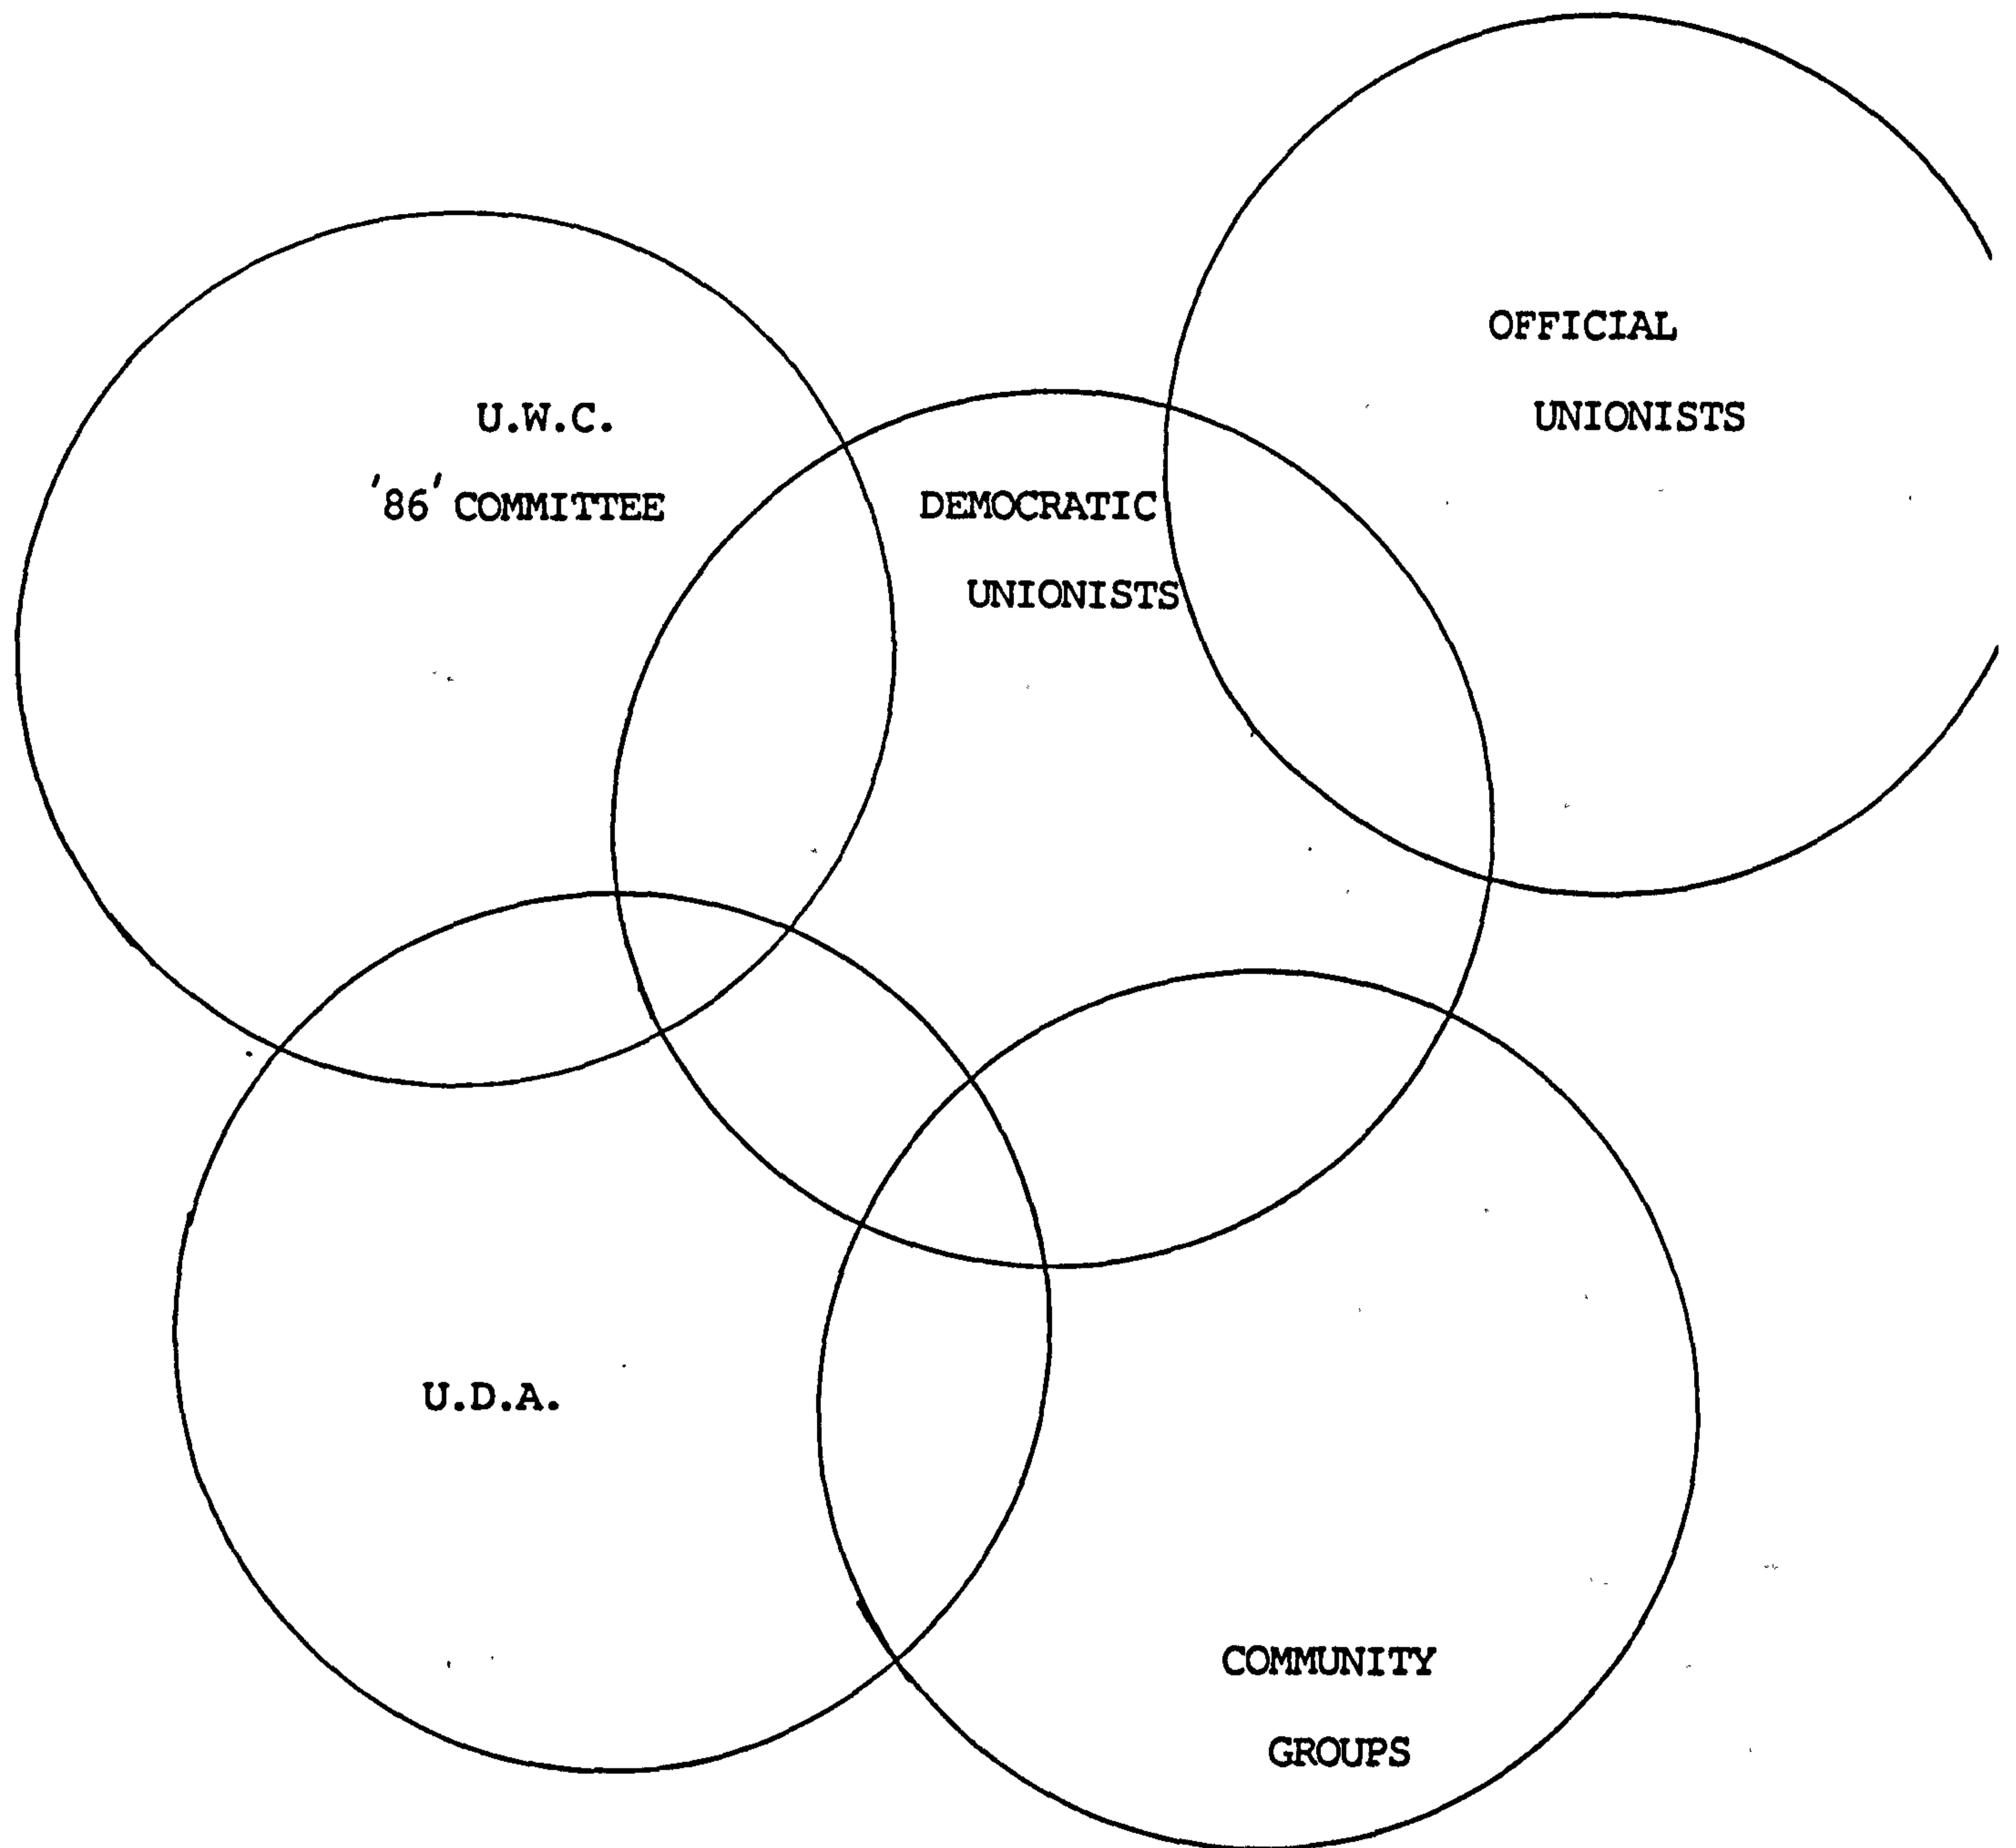 OFFICIAL
UNIONISTS
U.W.C.
'86' COMMITTEE
DEMOCRATIC
UNIONISTS
U.D.A.
COMMUNITY
GROUPS